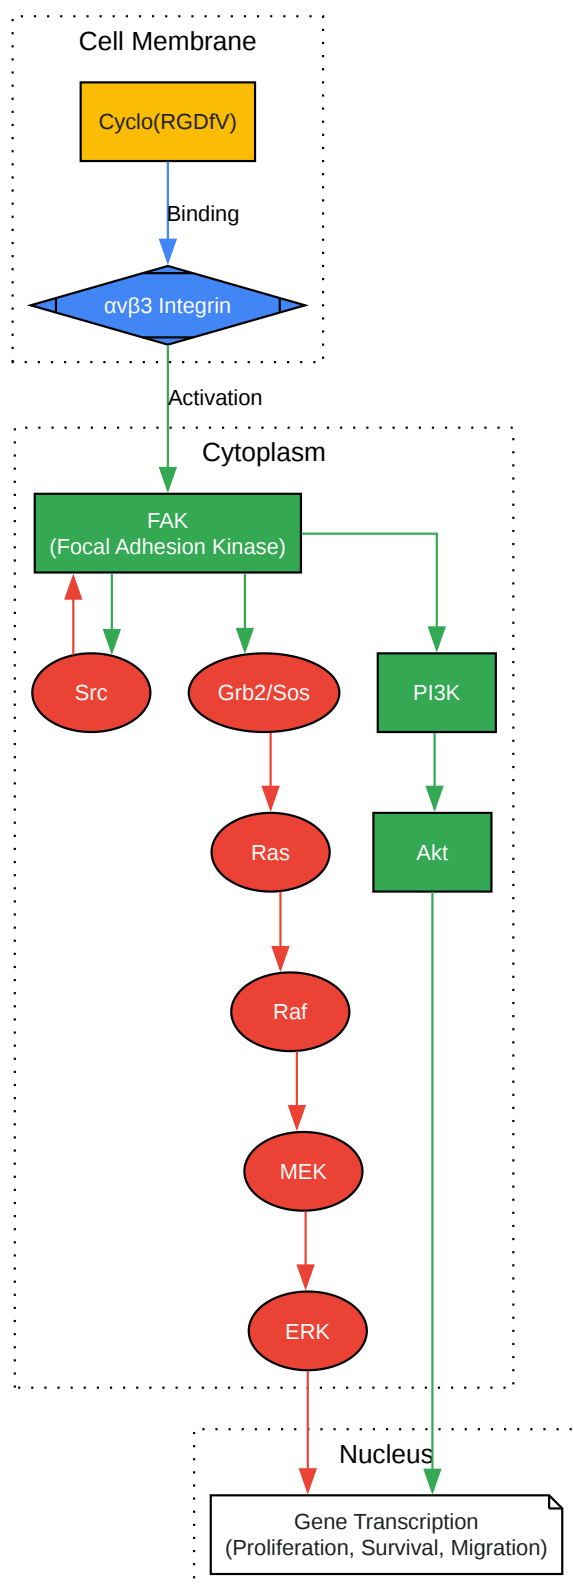 Cell Membrane
Cyclo(RGDfV)
Binding
αvβ3 Integrin
Activation
Cytoplasm
FAK
(Focal Adhesion Kinase)
Src
Grb2/Sos
PI3K
Ras
Akt
Raf
MEK
ERK
Nucleus
Gene Transcription
(Proliferation, Survival, Migration)